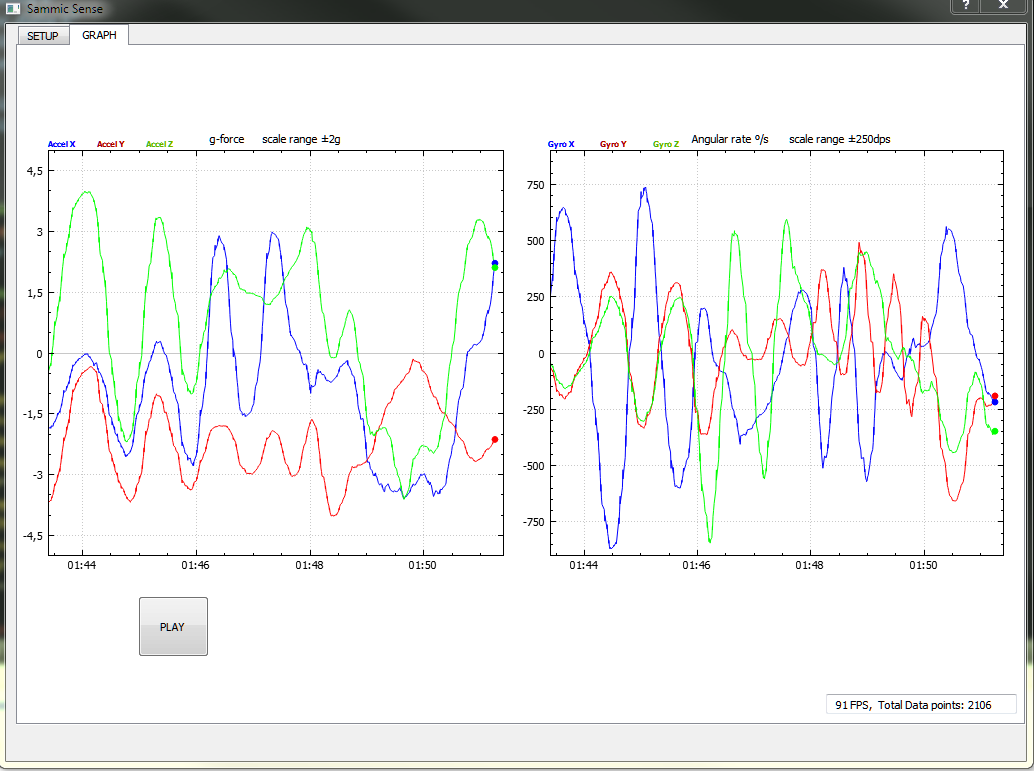 Sammic Sense
? X
SETUP GRAPH
Accel X Accel Y Accel Z g-force scale range ±2g
4,5
3
1,5
0
-1,5
-3
-4,5
01:44 01:46 01:48 01:50
Gyro X Gyro Y Gyro Z Angular rate º/s scale range ±250dps
750
500
250
0
-250
-500
-750
01:44 01:46 01:48 01:50
PLAY
91 FPS, Total Data points: 2106